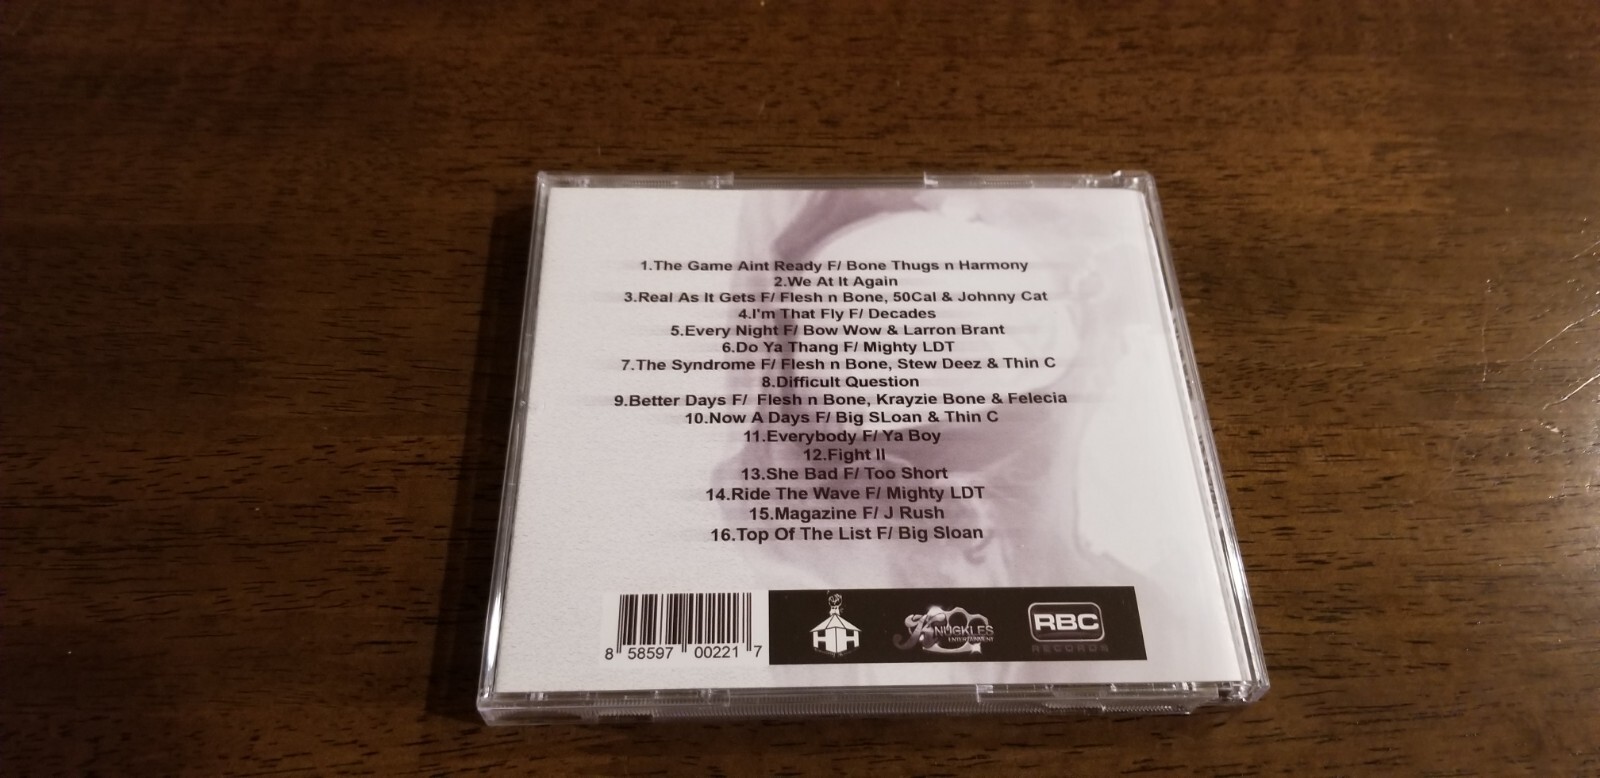 1.The Game Aint Ready F/ Bone Thugs n Harmony
2.We At It Again
3.Real As It Gets F/ Flesh n Bone, 50Cal & Johnny Cat
4.I'm That Fly F/ Decades
5.Every Night F/ Bow Wow & Larron Brant
6.Do Ya Thang F/ Mighty LDT
7.The Syndrome F/ Flesh n Bone, Stew Deez & Thin C
8.Difficult Question
9.Better Days F/ Flesh n Bone, Krayzie Bone & Felecia
10.Now A Days F/ Big SLoan & Thin C
11.Everybody F/ Ya Boy
12.Fight II
13.She Bad F/ Too Short
14.Ride The Wave F/ Mighty LDT
15.Magazine F/ J Rush
16.Top Of The List F/ Big Sloan
8 58597 00221 7
HH
KNUCKLES
ENTERTAINMENT
RBC
RECORDS